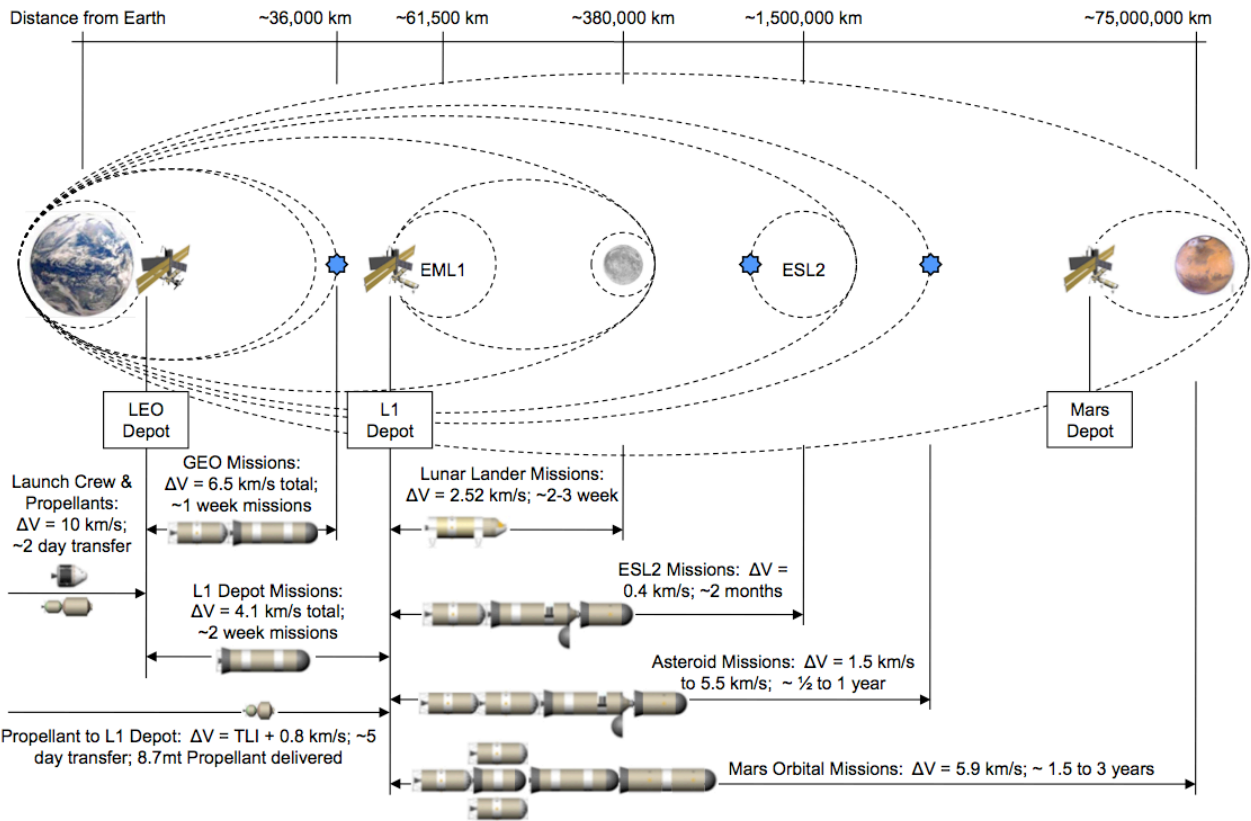 Distance from Earth ~36,000 km ~61,500 km ~380,000 km ~1,500,000 km ~75,000,000 km
EML1
ESL2
LEO
Depot
L1
Depot
Mars
Depot
Launch Crew &
Propellants:
ΔV = 10 km/s;
~2 day transfer
GEO Missions:
ΔV = 6.5 km/s total;
~1 week missions
Lunar Lander Missions:
ΔV = 2.52 km/s; ~2-3 week
L1 Depot Missions:
ΔV = 4.1 km/s total;
~2 week missions
ESL2 Missions: ΔV =
0.4 km/s; ~2 months
Asteroid Missions: ΔV = 1.5 km/s
to 5.5 km/s; ~ ½ to 1 year
Propellant to L1 Depot: ΔV = TLI + 0.8 km/s; ~5
day transfer; 8.7mt Propellant delivered
Mars Orbital Missions: ΔV = 5.9 km/s; ~ 1.5 to 3 years